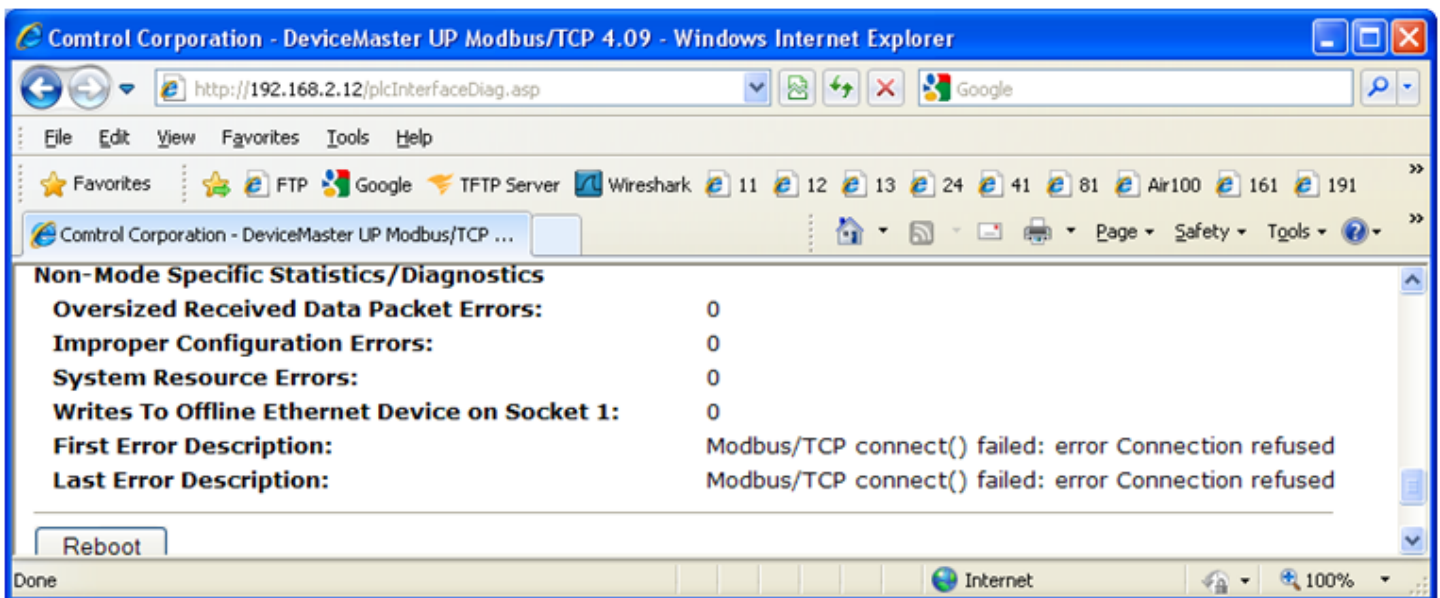 Comtrol Corporation - DeviceMaster UP Modbus/TCP 4.09 - Windows Internet Explorer
http://192.168.2.12/plcInterfaceDiag.asp Google
File Edit View Favorites Tools Help
Favorites FTP Google TFTP Server Wireshark 11 12 13 24 41 81 Air100 161 191 »
Comtrol Corporation - DeviceMaster UP Modbus/TCP ... Page Safety Tools »
Non-Mode Specific Statistics/Diagnostics
Oversized Received Data Packet Errors: 0
Improper Configuration Errors: 0
System Resource Errors: 0
Writes To Offline Ethernet Device on Socket 1: 0
First Error Description: Modbus/TCP connect() failed: error Connection refused
Last Error Description: Modbus/TCP connect() failed: error Connection refused
Reboot
Done Internet 100%